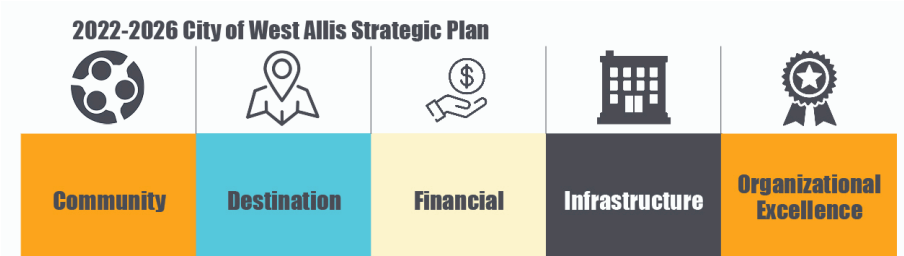 2022-2026 City of West Allis Strategic Plan
$
Community
Destination
Financial
Infrastructure
Organizational
Excellence